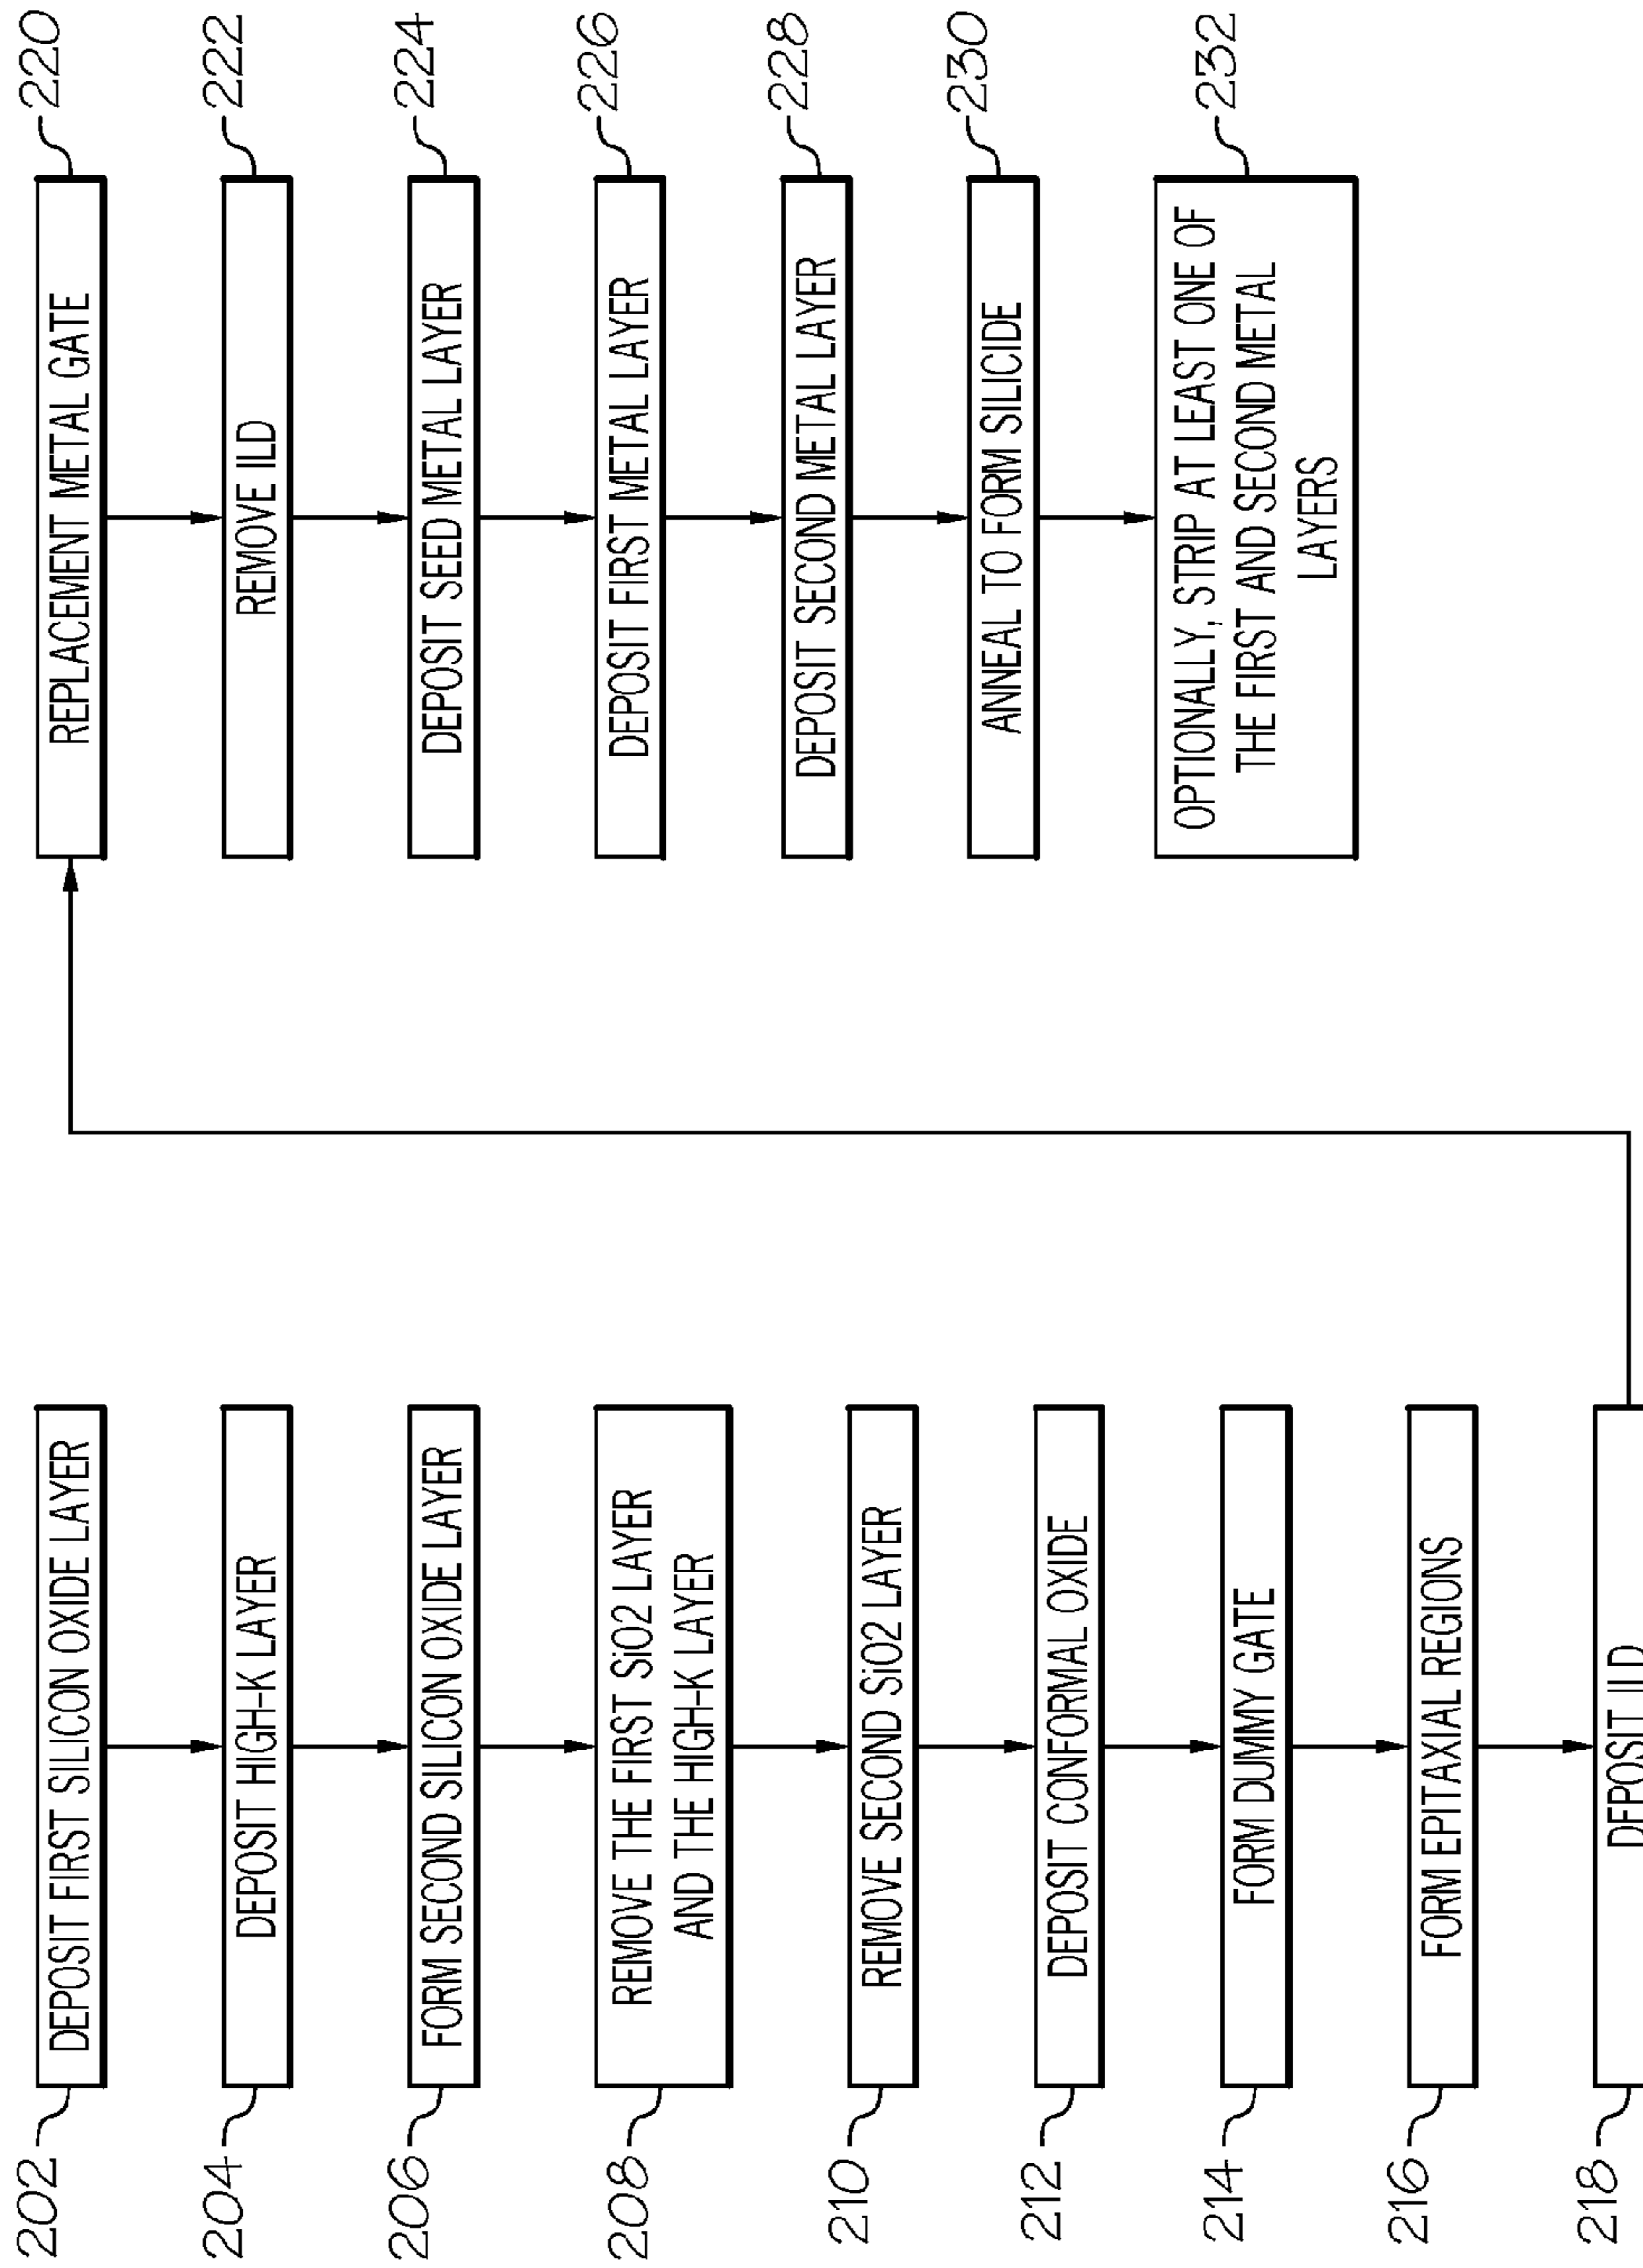 202
DEPOSIT FIRST SILICON OXIDE LAYER
204
DEPOSIT HIGH-K LAYER
206
FORM SECOND SILICON OXIDE LAYER
208
REMOVE THE FIRST SiO2 LAYER
AND THE HIGH-K LAYER
210
REMOVE SECOND SiO2 LAYER
212
DEPOSIT CONFORMAL OXIDE
214
FORM DUMMY GATE
216
FORM EPITAXIAL REGIONS
218
DEPOSIT ILD
REPLACEMENT METAL GATE
220
REMOVE ILD
222
DEPOSIT SEED METAL LAYER
224
DEPOSIT FIRST METAL LAYER
226
DEPOSIT SECOND METAL LAYER
228
ANNEAL TO FORM SILICIDE
230
OPTIONALLY, STRIP AT LEAST ONE OF
THE FIRST AND SECOND METAL
LAYERS
232